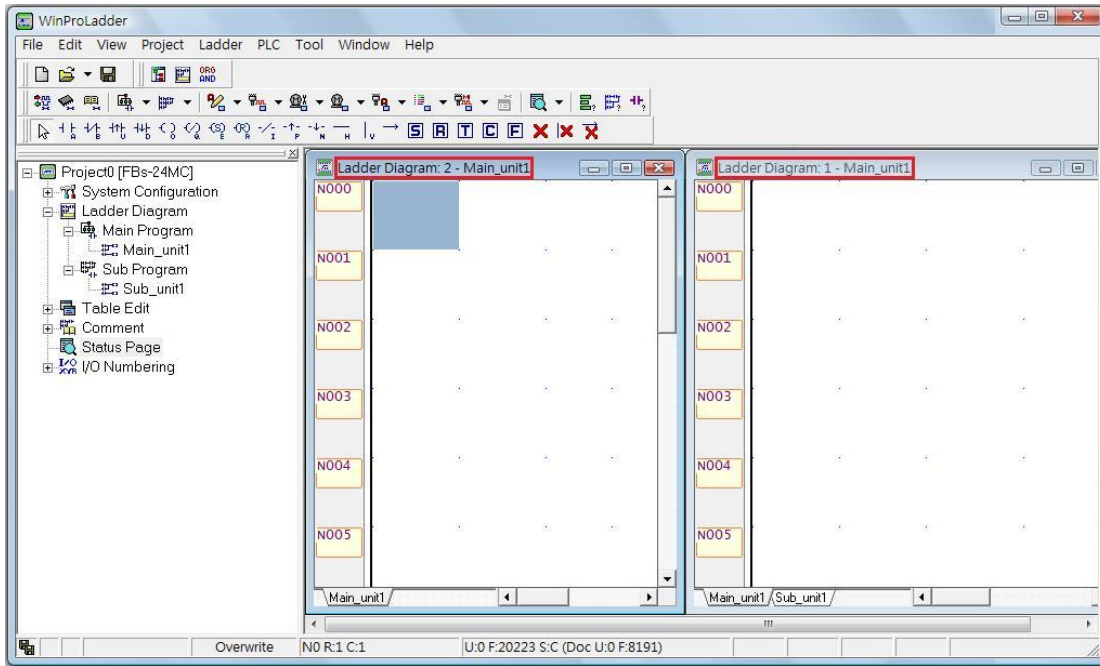 WinProLadder
File Edit View Project Ladder PLC Tool Window Help
ORG
AND
S R T C F
Project0 [FBs-24MC]
System Configuration
Ladder Diagram
Main Program
Main_unit1
Sub Program
Sub_unit1
Table Edit
Comment
Status Page
I/O Numbering
Ladder Diagram: 2 - Main_unit1
N000
N001
N002
N003
N004
N005
Main_unit1
Ladder Diagram: 1 - Main_unit1
N000
N001
N002
N003
N004
N005
Main_unit1 Sub_unit1
Overwrite N0 R:1 C:1 U:0 F:20223 S:C (Doc U:0 F:8191)